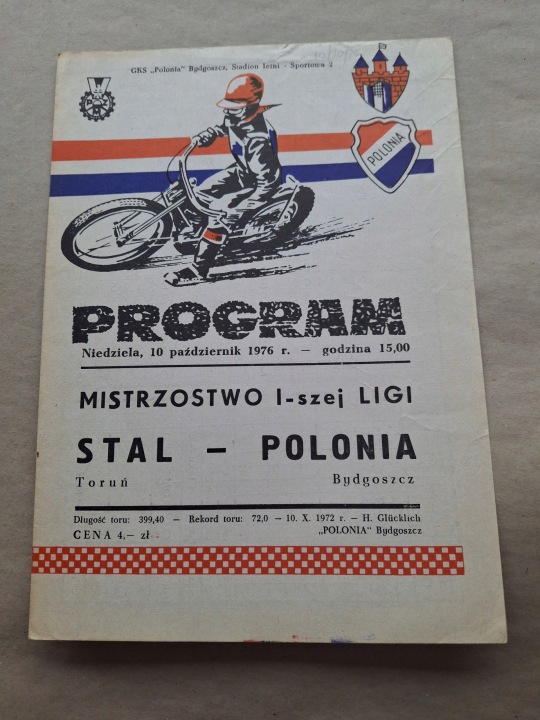 GKS „Polonia" Bydgoszcz, Stadion letni - Sportowa 2
POLONIA
PROGRAM
Niedziela, 10 październik 1976 r. — godzina 15,00
MISTRZOSTWO I-szej LIGI
STAL – POLONIA
Toruń Bydgoszcz
Długość toru: 399,40 — Rekord toru: 72,0 — 10. X. 1972 r. — H. Glücklich
CENA 4,— zł „POLONIA" Bydgoszcz